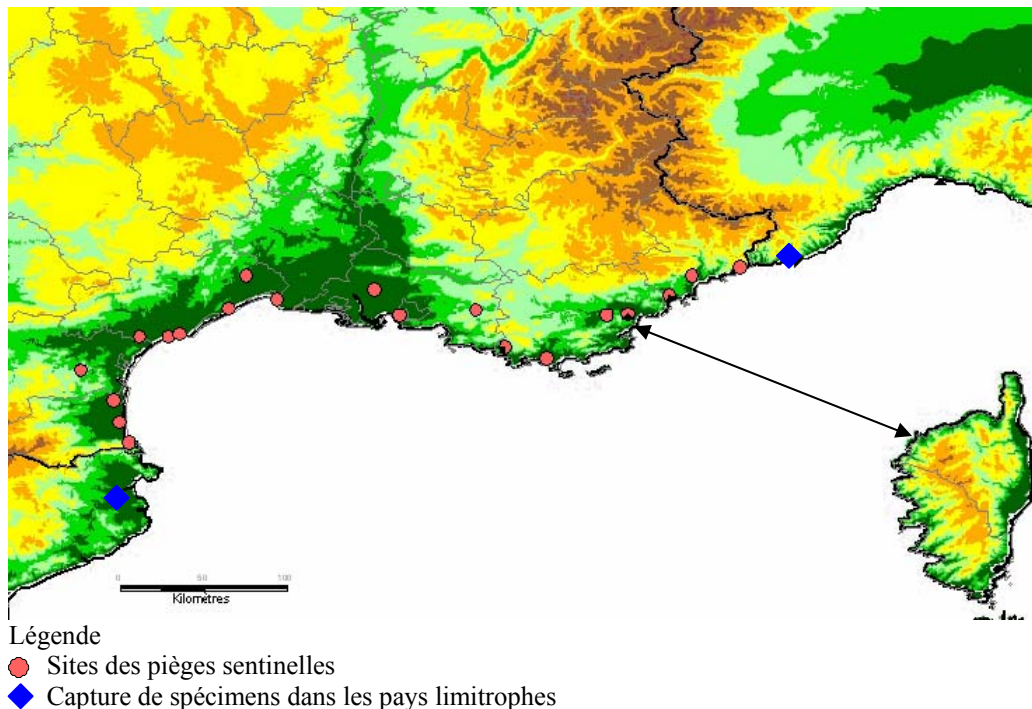 0 50 100
Kilomètres
Légende
Sites des pièges sentinelles
Capture de spécimens dans les pays limitrophes